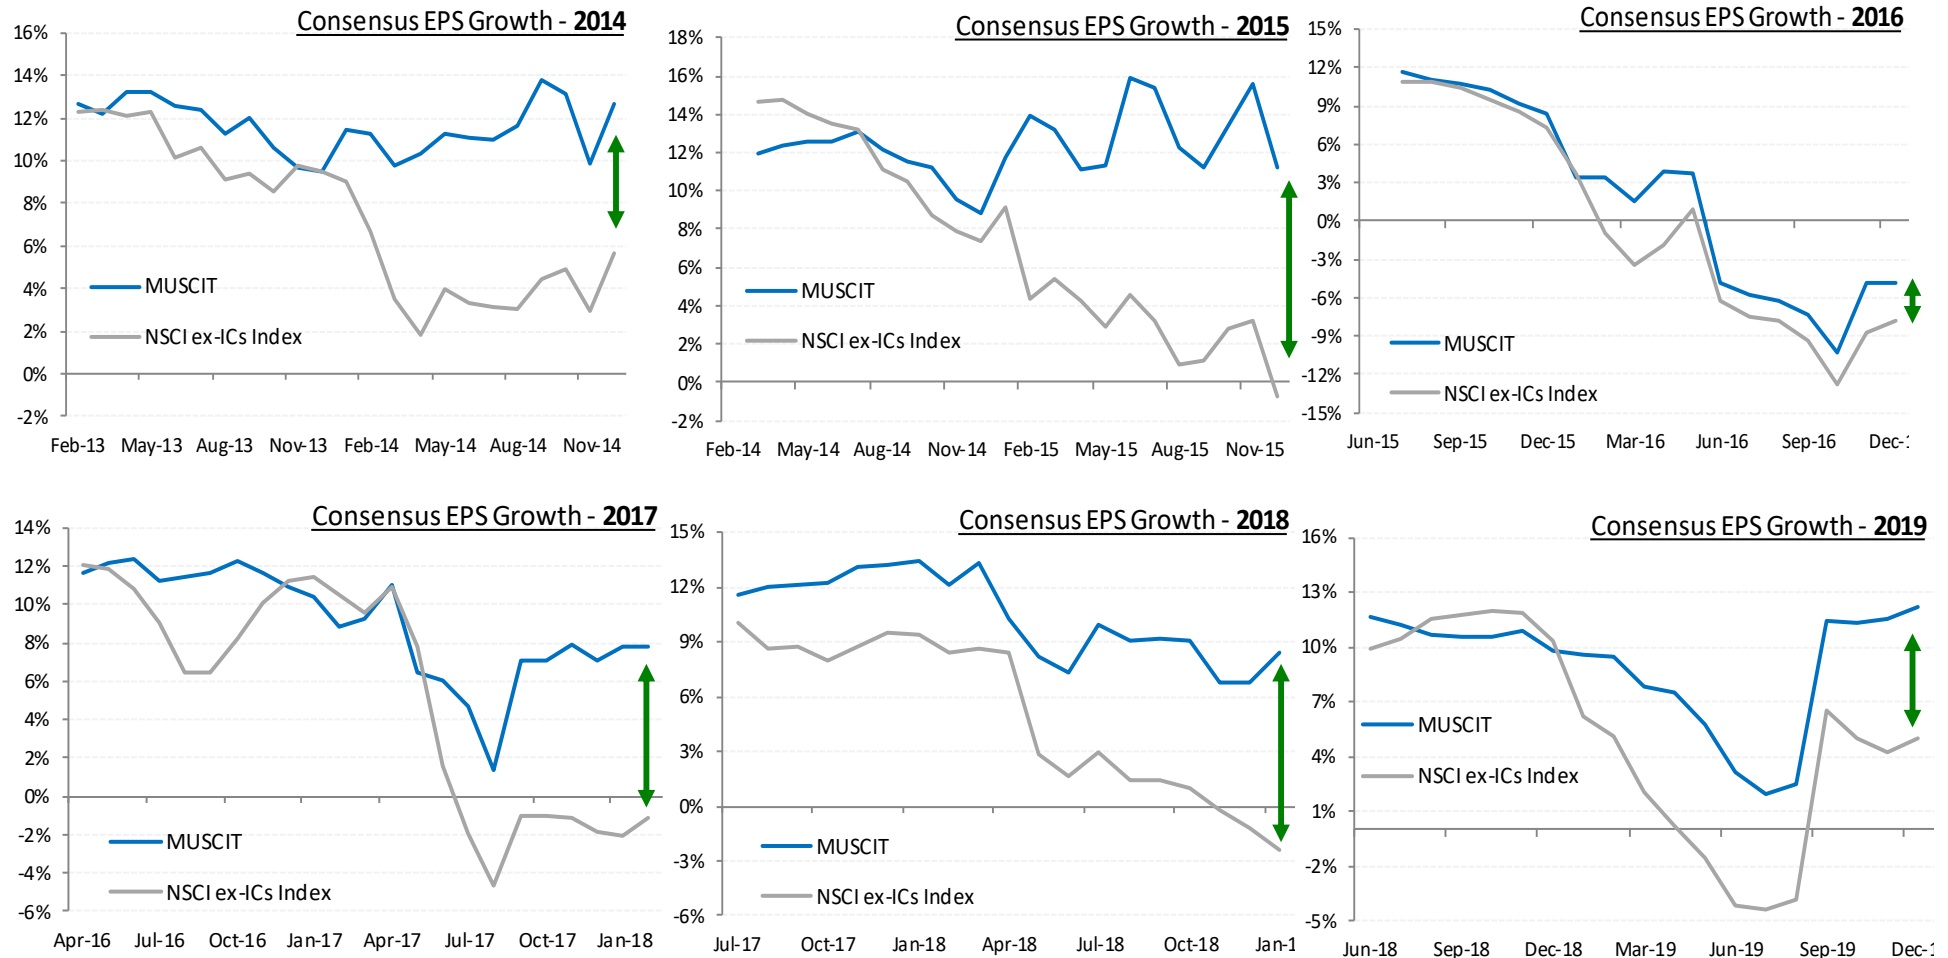 Consensus EPS Growth - 2014
16%
14%
12%
10%
8%
6%
4%
2%
0%
-2%
MUSCIT
NSCI ex-ICs Index
Feb-13 May-13 Aug-13 Nov-13 Feb-14 May-14 Aug-14 Nov-14
Consensus EPS Growth - 2015
18%
16%
14%
12%
10%
8%
6%
4%
2%
0%
-2%
MUSCIT
NSCI ex-ICs Index
Feb-14 May-14 Aug-14 Nov-14 Feb-15 May-15 Aug-15 Nov-15
Consensus EPS Growth - 2016
15%
12%
9%
6%
3%
0%
-3%
-6%
-9%
-12%
-15%
MUSCIT
NSCI ex-ICs Index
Jun-15 Sep-15 Dec-15 Mar-16 Jun-16 Sep-16 Dec-1
Consensus EPS Growth - 2017
14%
12%
10%
8%
6%
4%
2%
0%
-2%
-4%
-6%
MUSCIT
NSCI ex-ICs Index
Apr-16 Jul-16 Oct-16 Jan-17 Apr-17 Jul-17 Oct-17 Jan-18
Consensus EPS Growth - 2018
15%
12%
9%
6%
3%
0%
-3%
-6%
MUSCIT
NSCI ex-ICs Index
Jul-17 Oct-17 Jan-18 Apr-18 Jul-18 Oct-18 Jan-1
Consensus EPS Growth - 2019
16%
13%
10%
7%
4%
1%
-2%
-5%
MUSCIT
NSCI ex-ICs Index
Jun-18 Sep-18 Dec-18 Mar-19 Jun-19 Sep-19 Dec-1